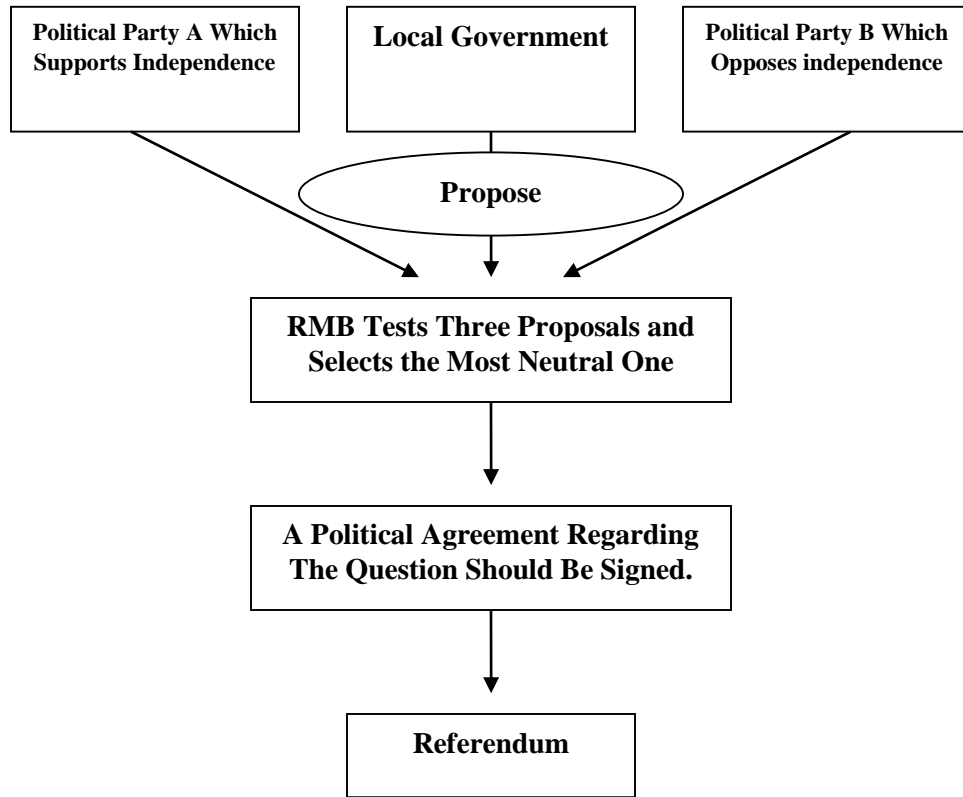 Political Party A Which
Supports Independence
Local Government
Political Party B Which
Opposes independence
Propose
RMB Tests Three Proposals and
Selects the Most Neutral One
A Political Agreement Regarding
The Question Should Be Signed.
Referendum